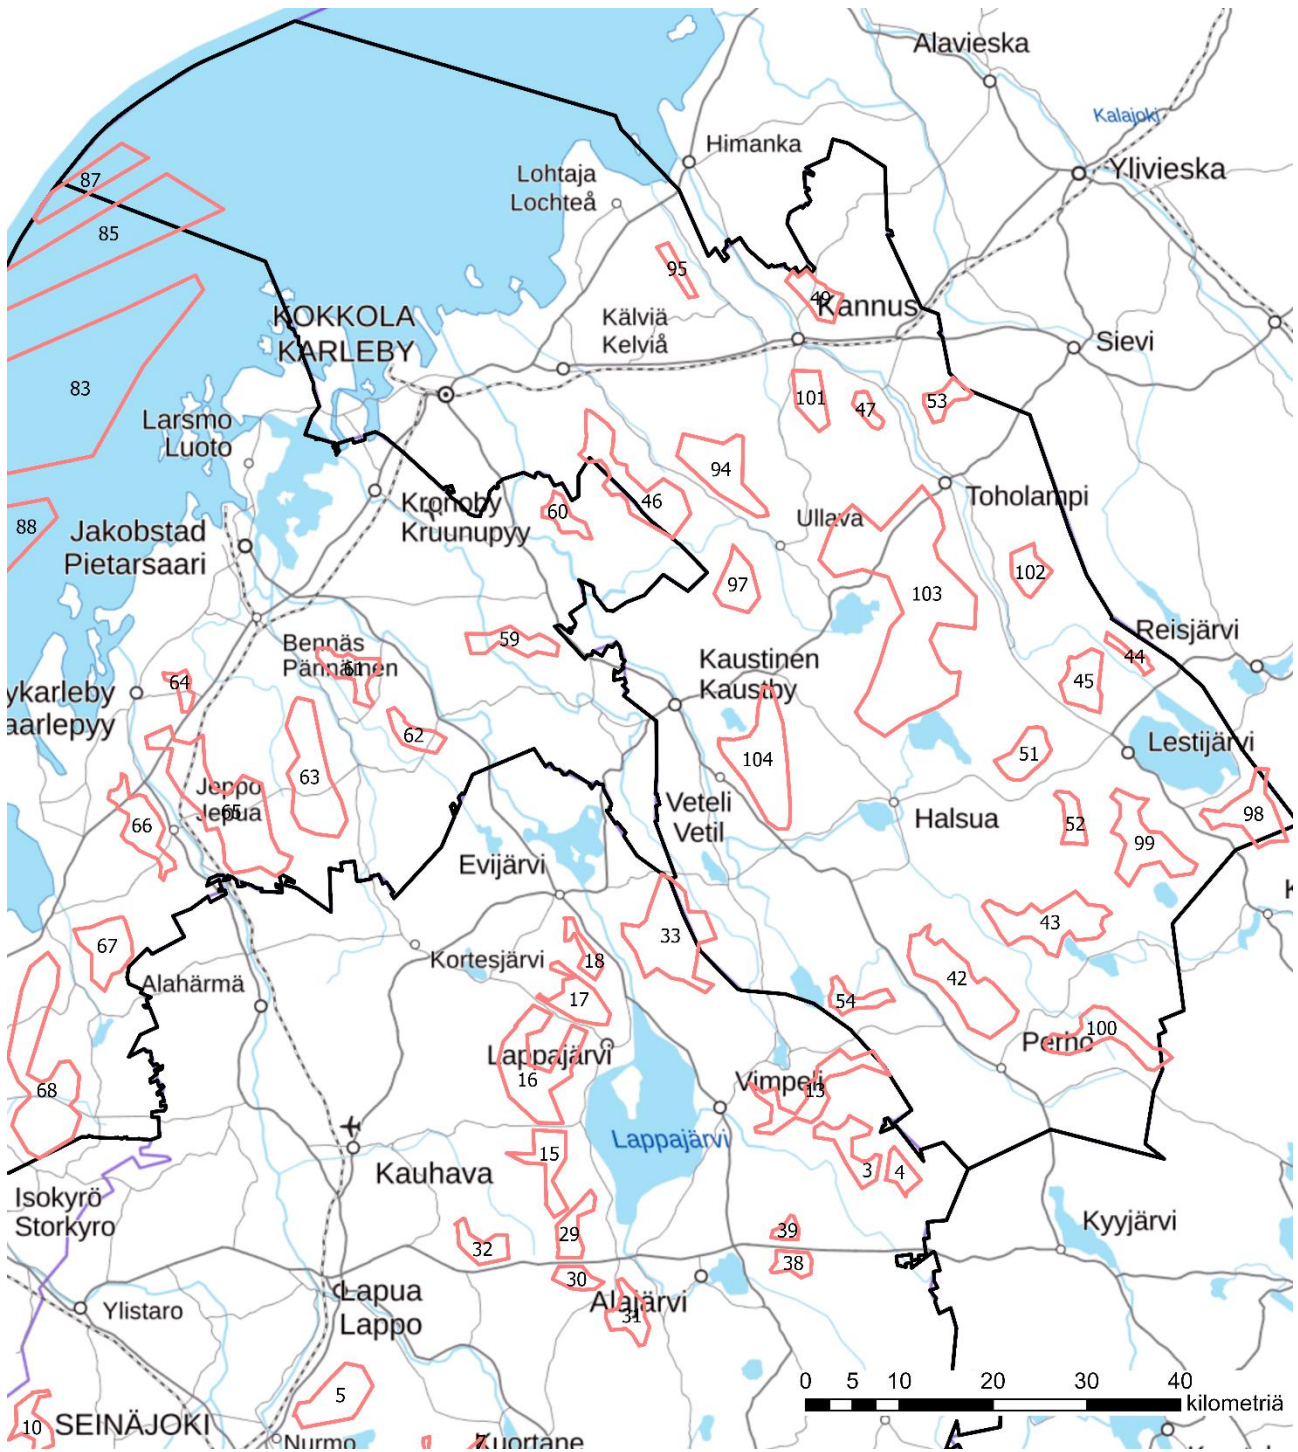 Alavieska
Kalajoki
Himanka
Ylivieska
87
Lohtaja
Lochteå
85
95
49
Kannus
KOKKOLA
KARLEBY
Kälviä
Kelviå
Sievi
83
101
47
53
Larsmo
Luoto
94
Kronoby
Kruunupyy
46
60
Toholampi
88
Jakobstad
Pietarsaari
Ullava
97
102
103
Bennäs
Pännäinen
61
59
Reisjärvi
44
Kaustinen
Kaustby
45
64
ykarleby
aarlepyy
62
51
Lestijärvi
63
104
Jeppo
Jepua
65
66
Veteli
Vetil
Halsua
52
98
99
Evijärvi
43
33
67
Kortesjärvi
18
Alahärmä
17
42
54
Perho
100
Lappajärvi
16
Vimpeli
13
68
Lappajärvi
15
Kauhava
3
4
Isokyrö
Storkyro
Kyyjärvi
39
29
32
38
30
Alajärvi
31
Ylistaro
Lapua
Lappo
5
0 5 10 20 30 40
kilometriä
10
SEINÄJOKI
Nurmo
7
Kuortane